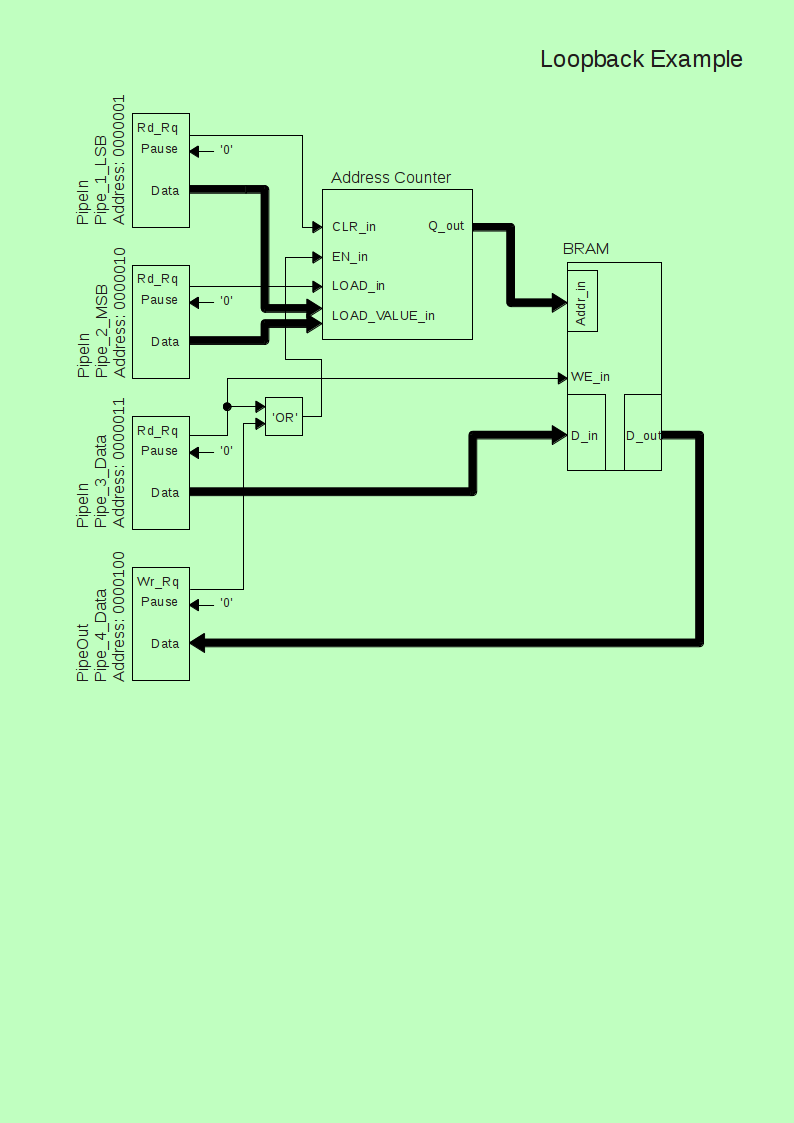 Loopback Example
PipeIn
Pipe_1_LSB
Address: 0000001
Rd_Rq
Pause
'0'
Data
PipeIn
Pipe_2_MSB
Address: 0000010
Rd_Rq
Pause
'0'
Data
Address Counter
CLR_in
Q_out
EN_in
LOAD_in
LOAD_VALUE_in
BRAM
Addr_in
WE_in
D_in
D_out
'OR'
PipeIn
Pipe_3_Data
Address: 0000011
Rd_Rq
Pause
'0'
Data
PipeOut
Pipe_4_Data
Address: 0000100
Wr_Rq
Pause
'0'
Data